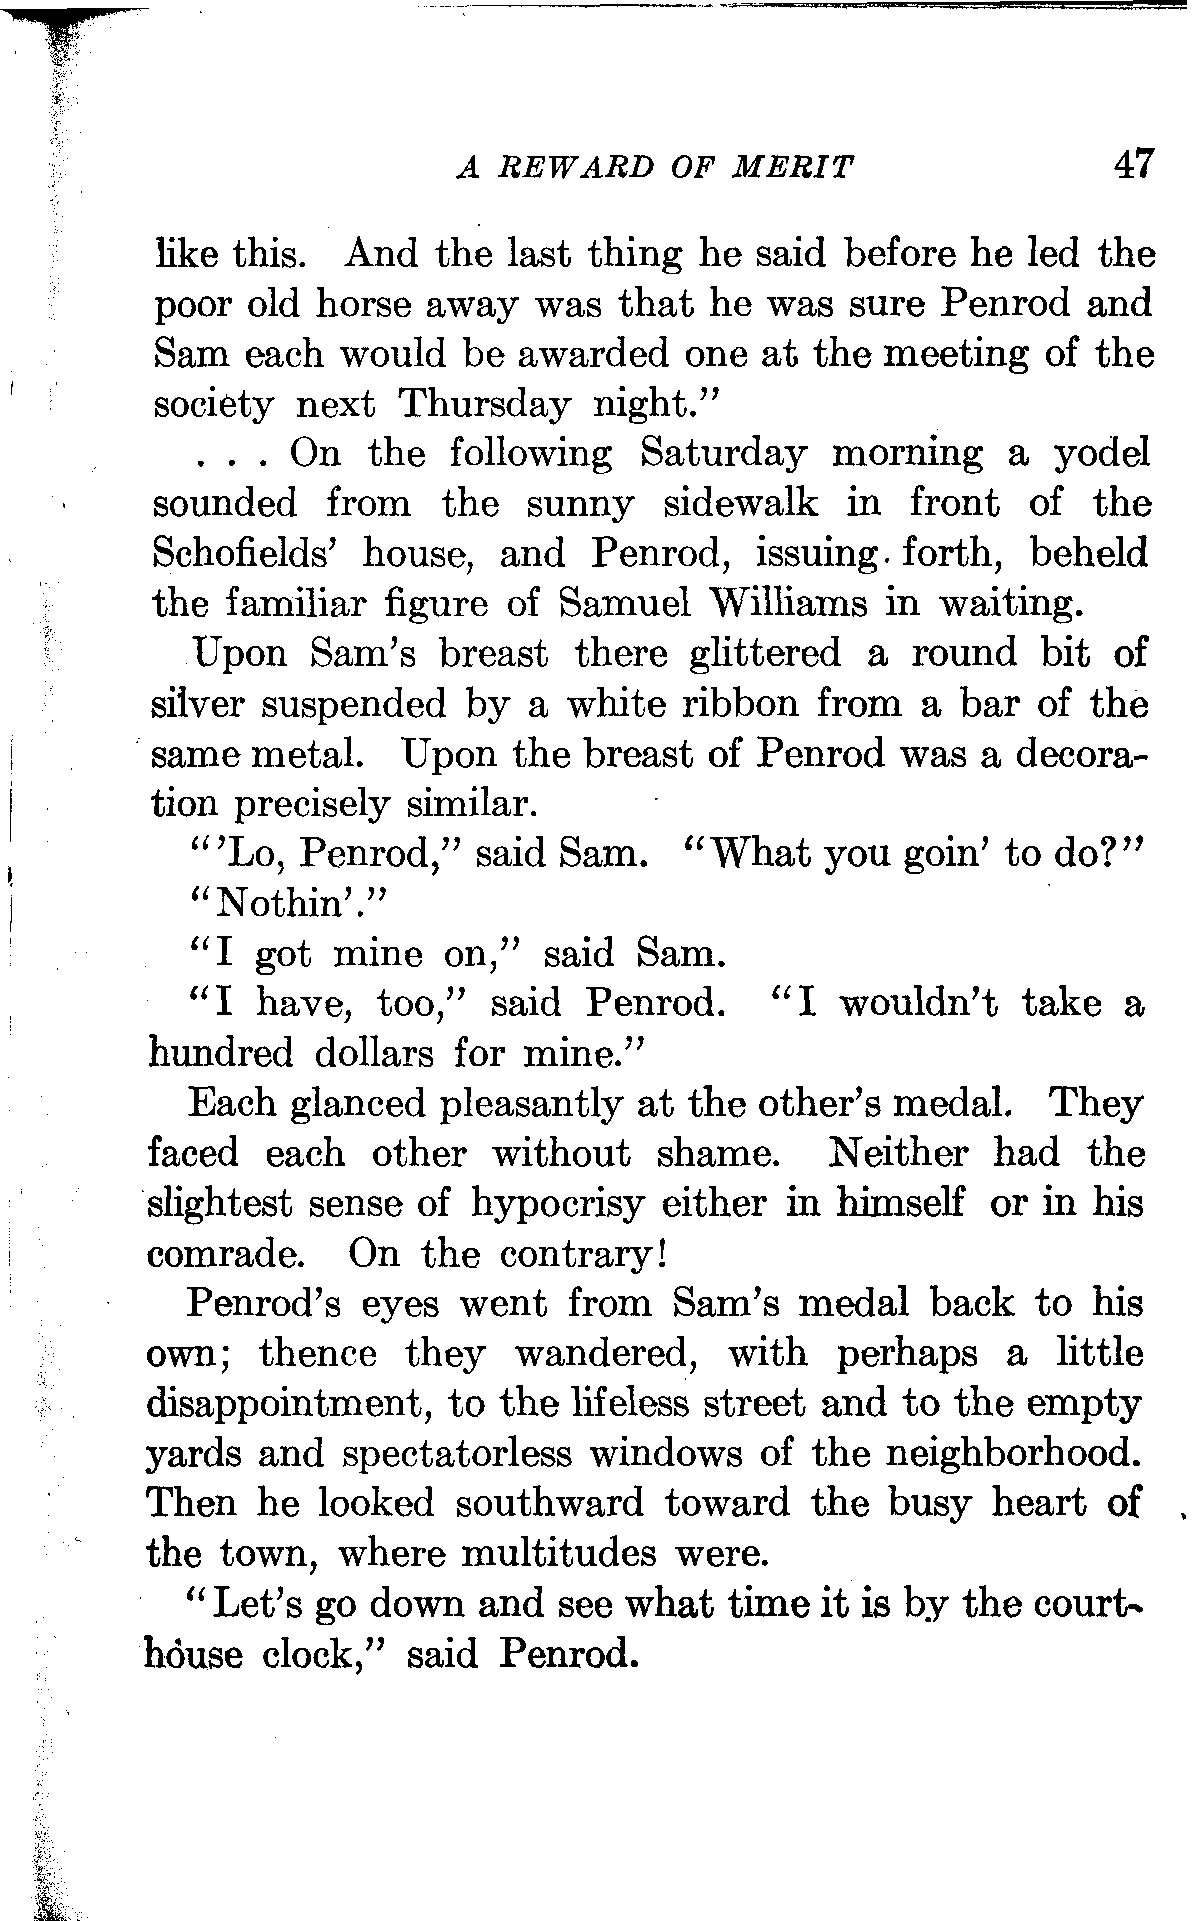 A REWARD OF MERIT 47
like this. And the last thing he said before he led the
poor old horse away was that he was sure Penrod and
Sam each would be awarded one at the meeting of the
society next Thursday night.”
. . . On the following Saturday morning a yodel
sounded from the sunny sidewalk in front of the
Schofields’ house, and Penrod, issuing forth, beheld
the familiar figure of Samuel Williams in waiting.
Upon Sam’s breast there glittered a round bit of
silver suspended by a white ribbon from a bar of the
same metal. Upon the breast of Penrod was a decora-
tion precisely similar.
“’Lo, Penrod,” said Sam. “What you goin’ to do?”
“Nothin’.”
“I got mine on,” said Sam.
“I have, too,” said Penrod. “I wouldn’t take a
hundred dollars for mine.”
Each glanced pleasantly at the other’s medal. They
faced each other without shame. Neither had the
slightest sense of hypocrisy either in himself or in his
comrade. On the contrary!
Penrod’s eyes went from Sam’s medal back to his
own; thence they wandered, with perhaps a little
disappointment, to the lifeless street and to the empty
yards and spectatorless windows of the neighborhood.
Then he looked southward toward the busy heart of
the town, where multitudes were.
“Let’s go down and see what time it is by the court-
house clock,” said Penrod.